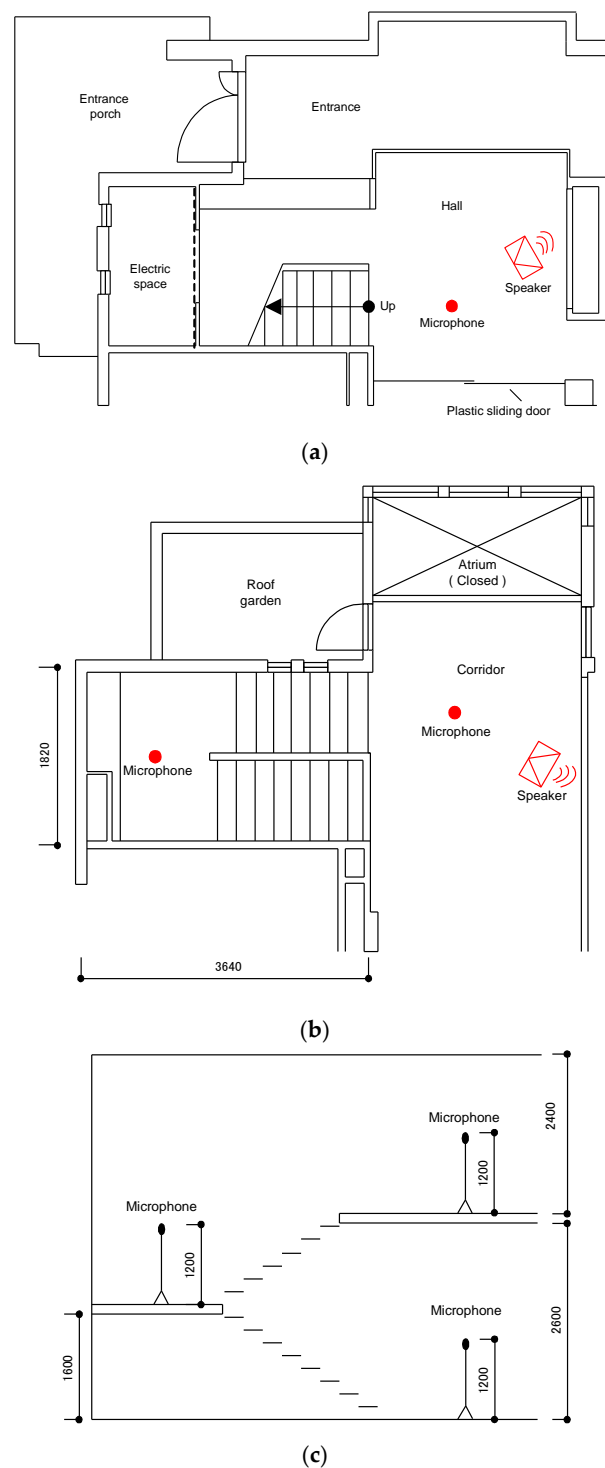 Entrance
porch
Entrance
Hall
Electric
space
Speaker
Up
Microphone
Plastic sliding door
(a)
Roof
garden
Atrium
( Closed )
Corridor
Microphone
1820
Microphone
Speaker
3640
(b)
Microphone
2400
1200
Microphone
1200
Microphone
2600
1600
1200
(c)